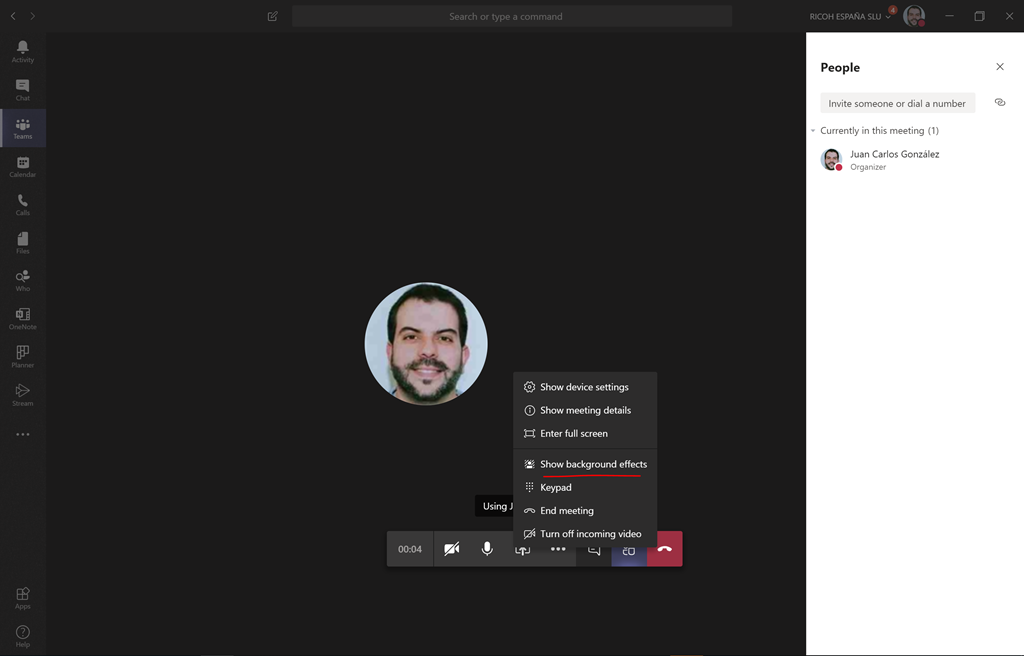 Search or type a command
RICOH ESPAÑA SLU
4
Activity
Chat
Teams
Calendar
Calls
Files
Who
OneNote
Planner
Stream
Apps
Help
Show device settings
Show meeting details
Enter full screen
Show background effects
Keypad
End meeting
Turn off incoming video
Using J
00:04
People
Invite someone or dial a number
Currently in this meeting (1)
Juan Carlos González
Organizer